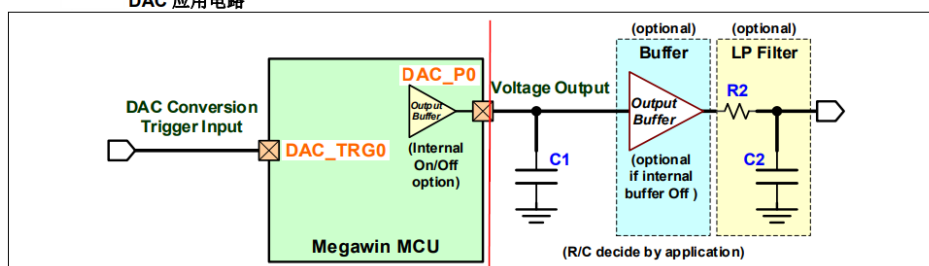 DAC 应用电路
(optional)
(optional)
Buffer
LP Filter
DAC_P0
Voltage Output
R2
DAC Conversion
Trigger Input
Output
Buffer
Output
Buffer
DAC_TRG0
(Internal
On/Off
option)
C1
(optional
if internal
buffer Off )
C2
Megawin MCU
(R/C decide by application)